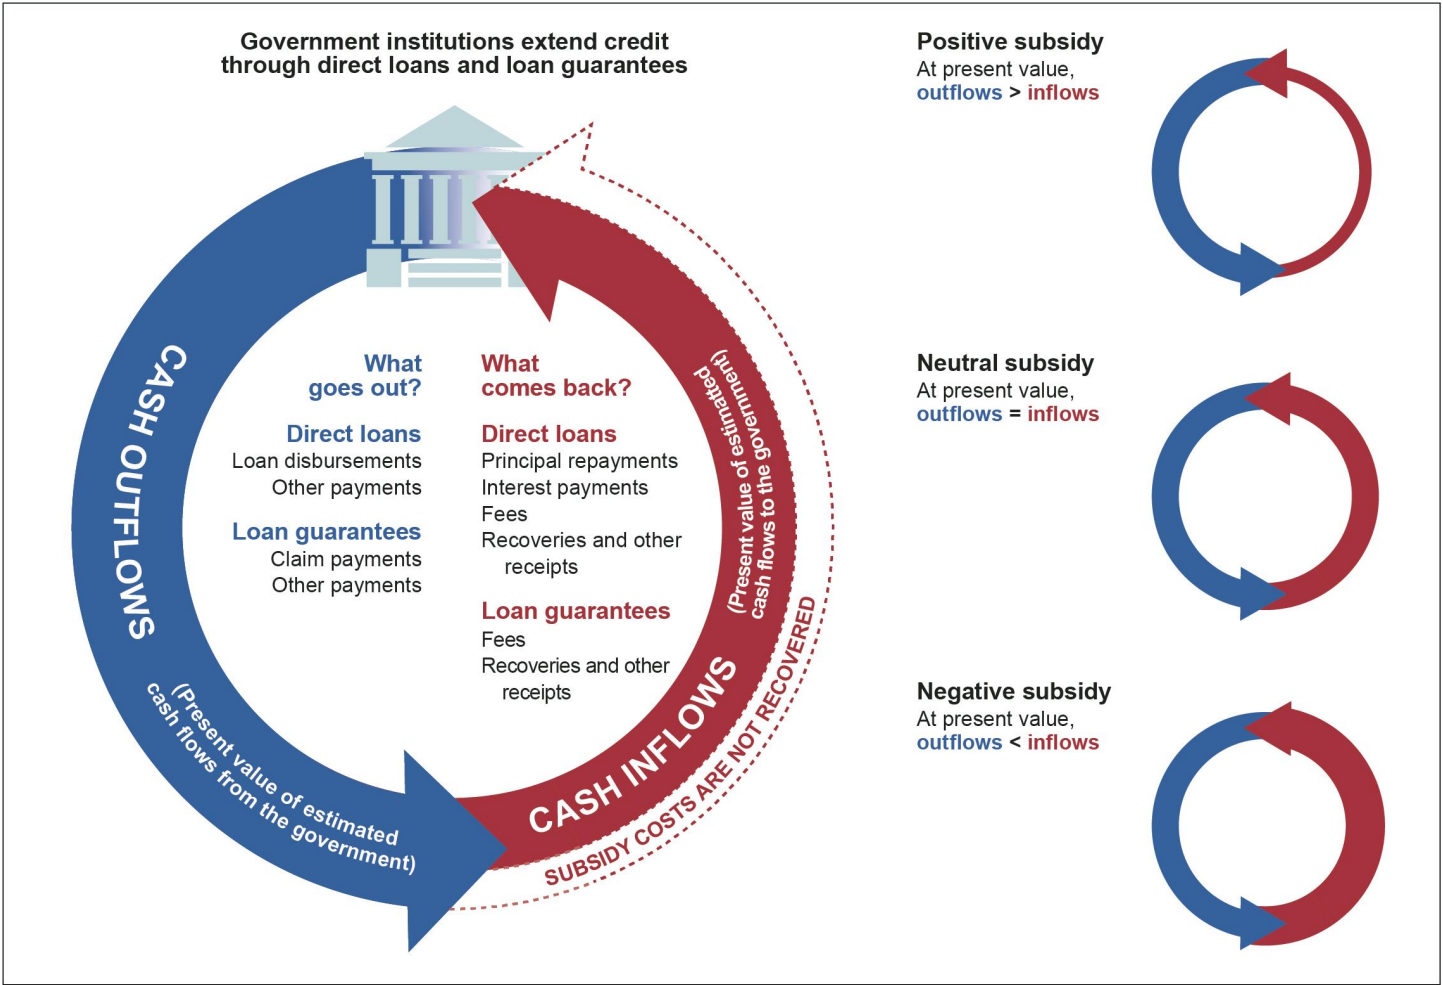 Government institutions extend credit
through direct loans and loan guarantees
CASH OUTFLOWS
(Present value of estimated
cash flows from the government)
What
goes out?
Direct loans
Loan disbursements
Other payments
Loan guarantees
Claim payments
Other payments
What
comes back?
Direct loans
Principal repayments
Interest payments
Fees
Recoveries and other
receipts
Loan guarantees
Fees
Recoveries and other
receipts
CASH INFLOWS
(Present value of estimatted
cash flows to the government)
SUBSIDY COSTS ARE NOT RECOVERED
Positive subsidy
At present value,
outflows > inflows
Neutral subsidy
At present value,
outflows = inflows
Negative subsidy
At present value,
outflows < inflows